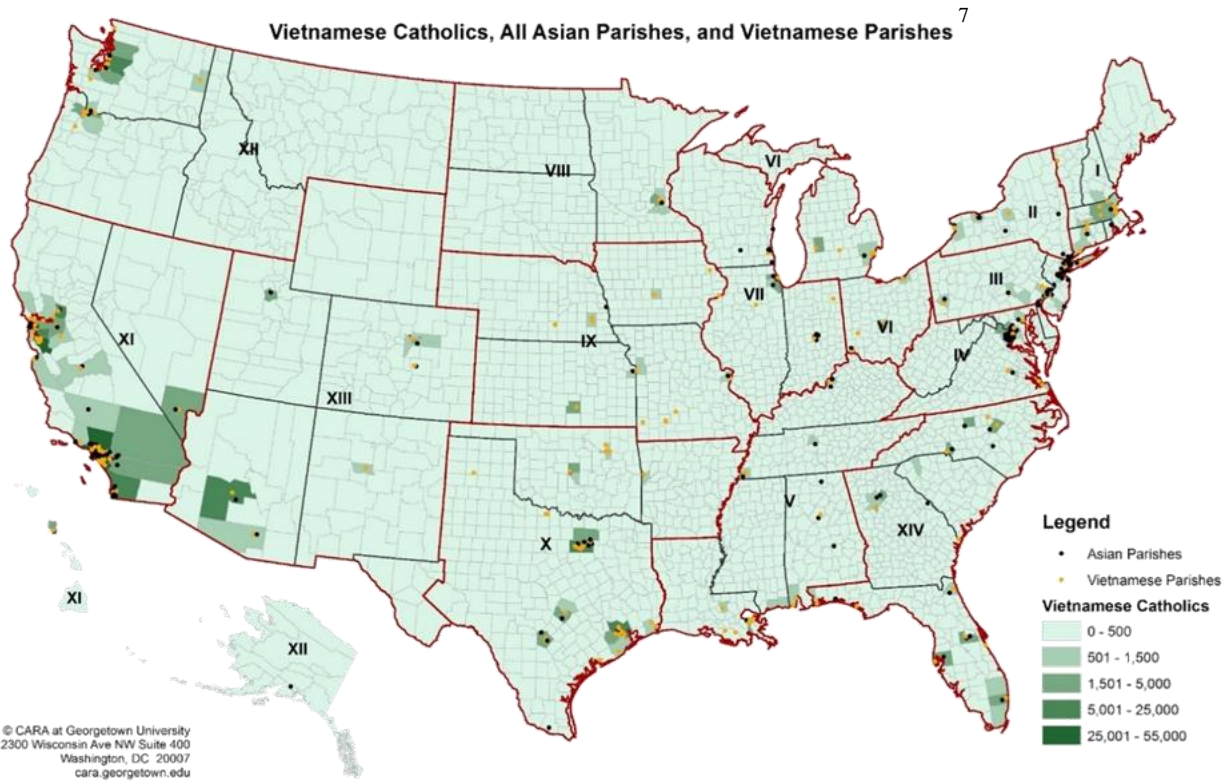 7
Vietnamese Catholics, All Asian Parishes, and Vietnamese Parishes
XII
VIII
VI
I
II
III
VII
VI
XI
IX
IV
XIII
V
X
XIV
XI
XII
Legend
Asian Parishes
Vietnamese Parishes
Vietnamese Catholics
0 - 500
501 - 1,500
1,501 - 5,000
5,001 - 25,000
25,001 - 55,000
© CARA at Georgetown University
2300 Wisconsin Ave NW Suite 400
Washington, DC 20007
cara.georgetown.edu